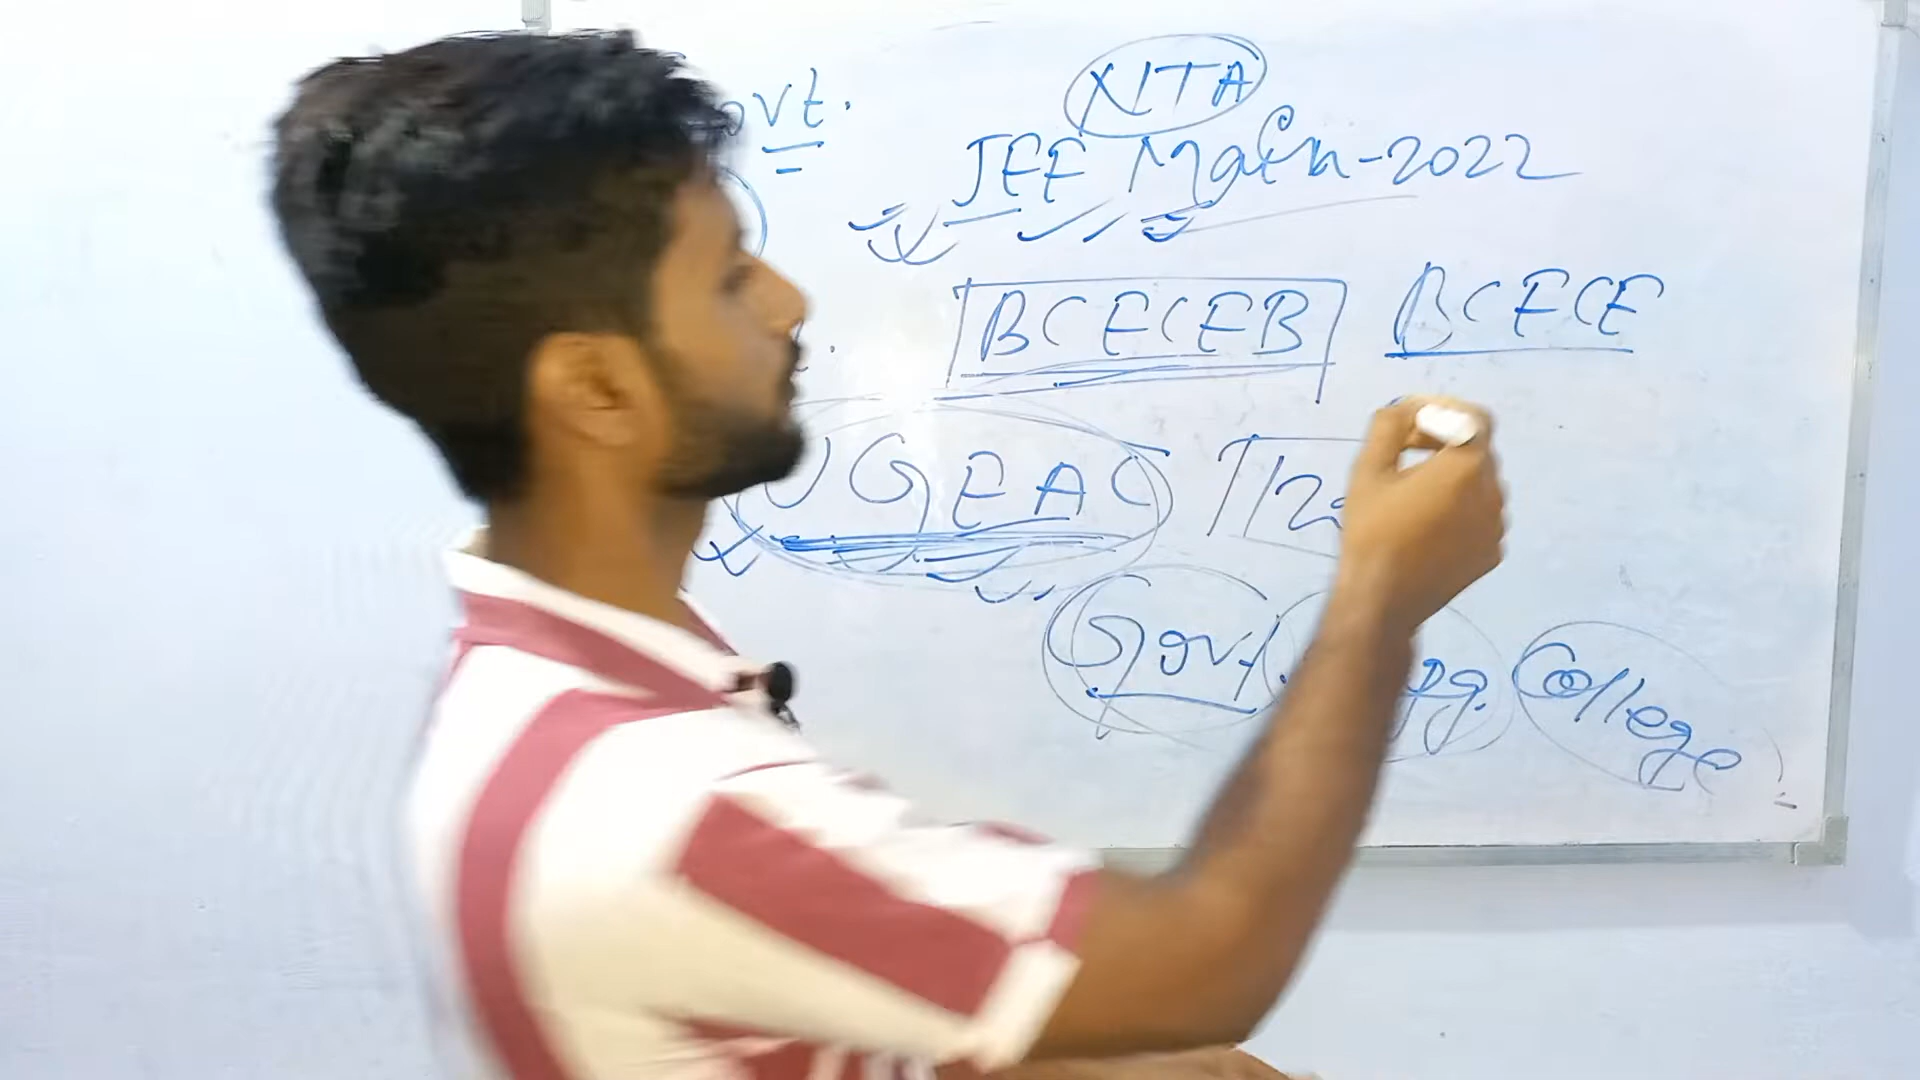 NTA
JEE Main-2022
BCECEB BCECE
UGEAC
Govt. College